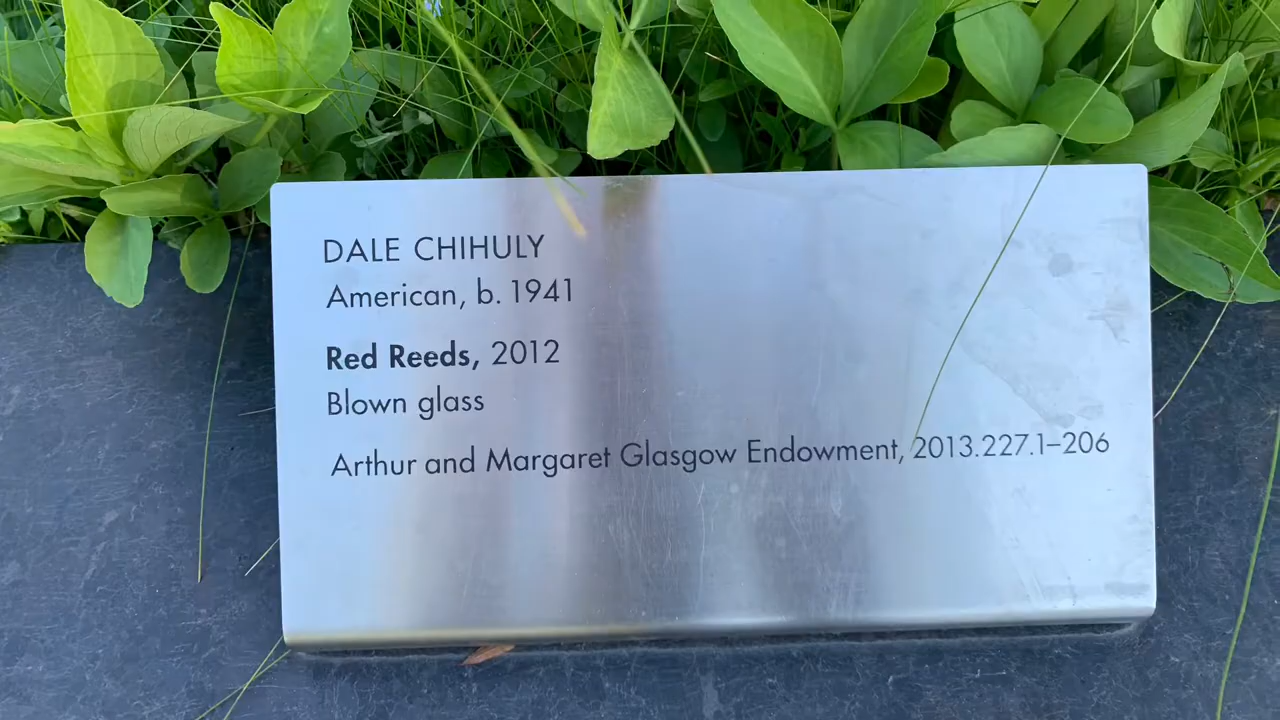 DALE CHIHULY
American, b. 1941
Red Reeds, 2012
Blown glass
Arthur and Margaret Glasgow Endowment, 2013.227.1–206